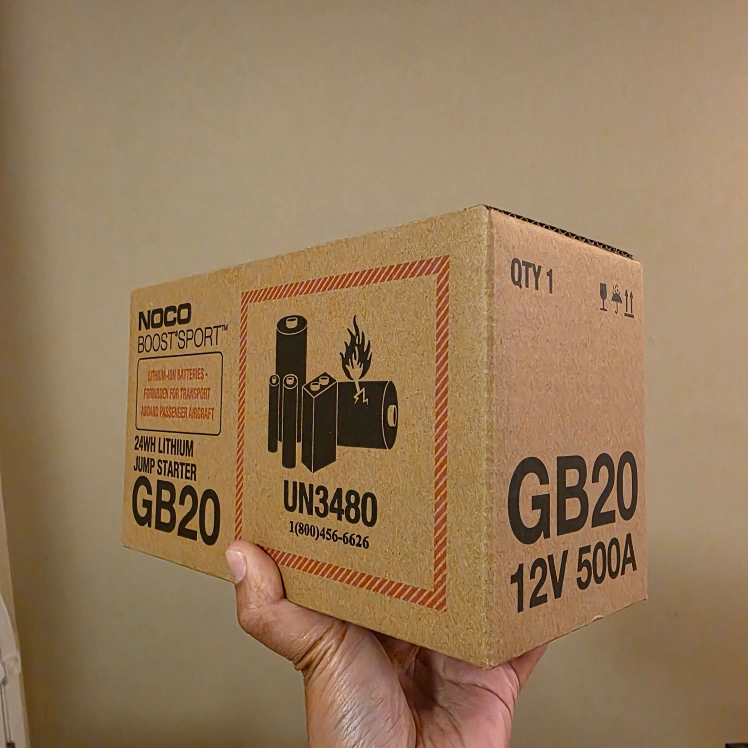 NOCO
BOOST SPORT™
LITHIUM-ION BATTERIES -
FORBIDDEN FOR TRANSPORT
ABOARD PASSENGER AIRCRAFT
24WH LITHIUM
JUMP STARTER
GB20
UN3480
1(800)456-6626
QTY 1
GB20
12V 500A